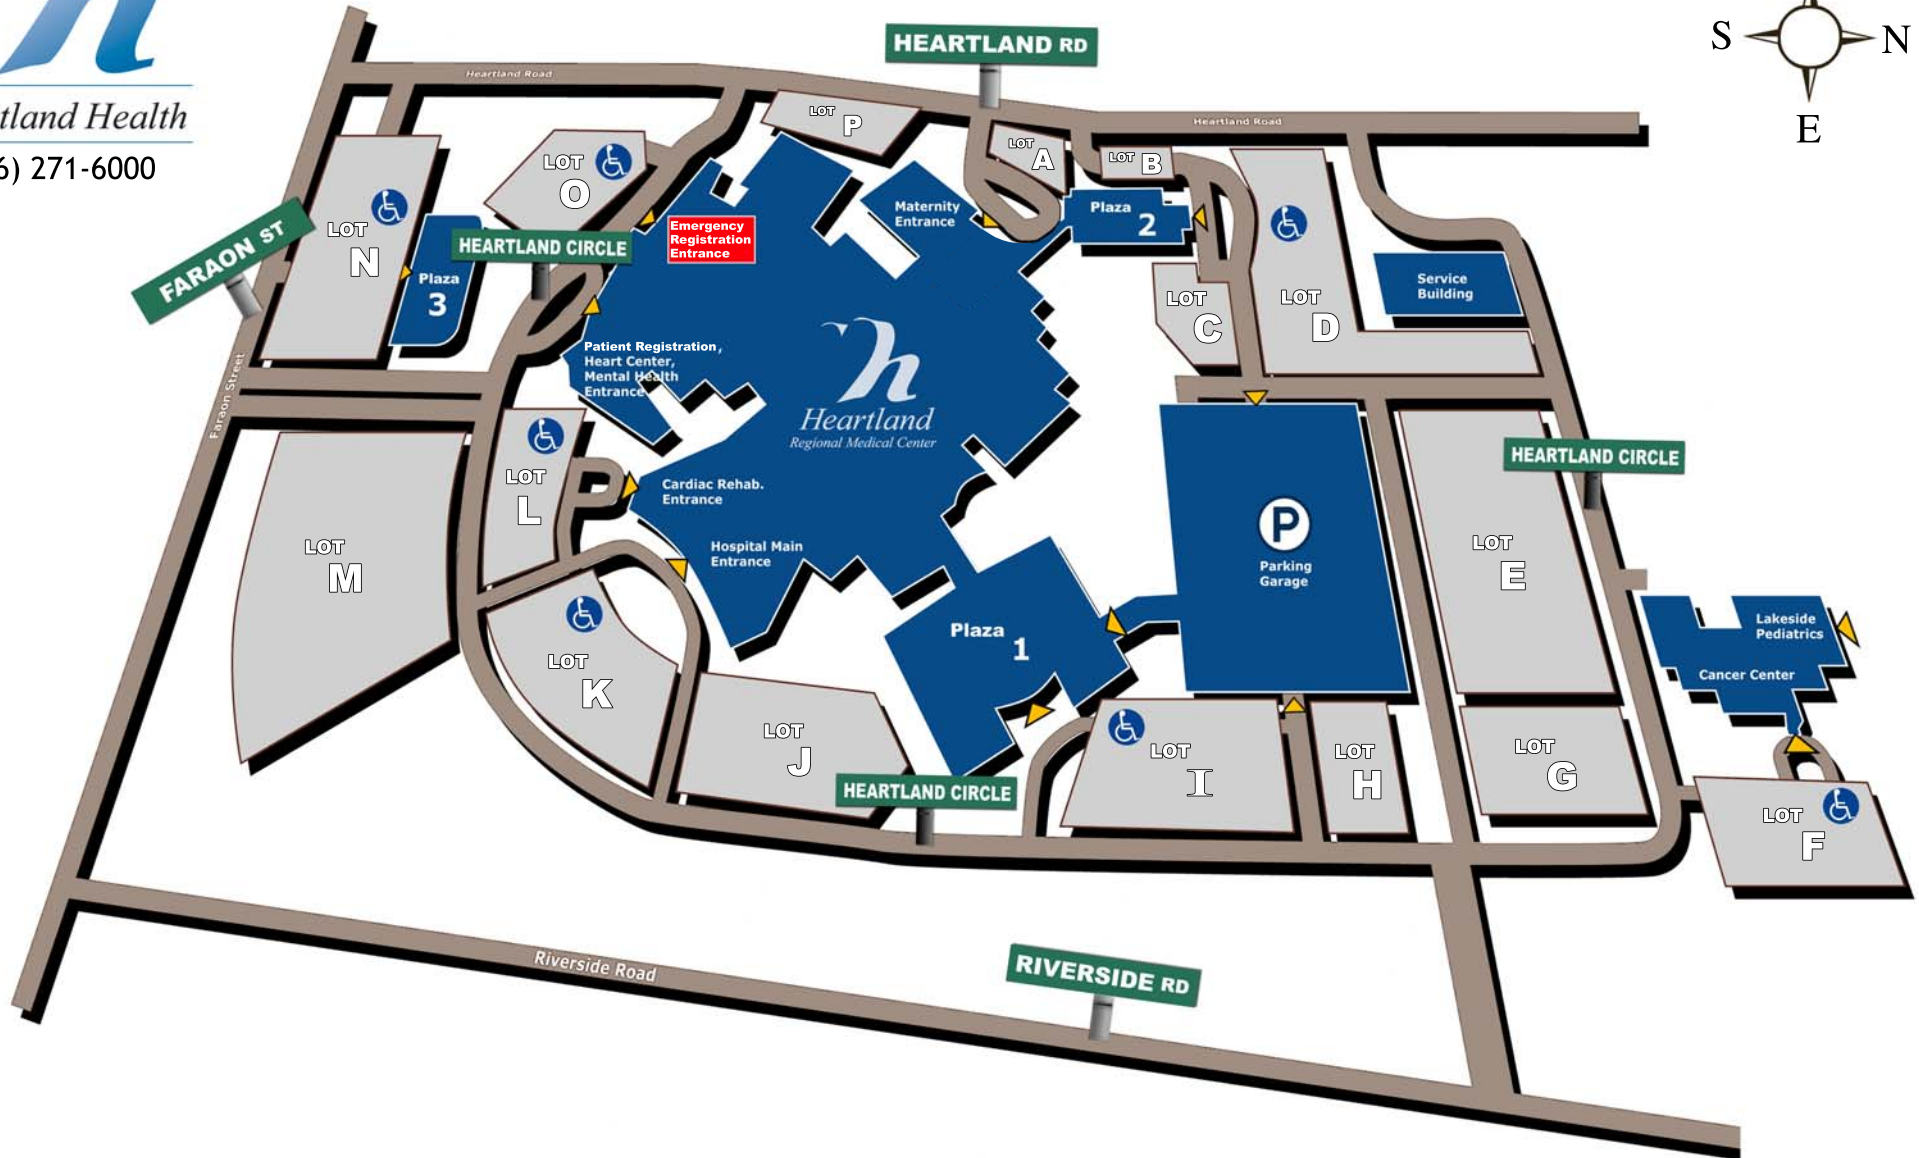 tland Health
6) 271-6000
S
N
E
HEARTLAND RD
Heartland Road
Heartland Road
LOT P
LOT A
LOT B
LOT O
LOT N
FARAON ST
HEARTLAND CIRCLE
Plaza 3
Emergency
Registration
Entrance
Maternity
Entrance
Plaza 2
LOT C
LOT D
Service
Building
Patient Registration,
Heart Center,
Mental Health
Entrance
Heartland
Regional Medical Center
Faraon Street
LOT L
LOT M
Cardiac Rehab.
Entrance
Hospital Main
Entrance
P
Parking
Garage
HEARTLAND CIRCLE
LOT E
Lakeside
Pediatrics
Cancer Center
Plaza 1
LOT K
LOT J
HEARTLAND CIRCLE
LOT I
LOT H
LOT G
LOT F
Riverside Road
RIVERSIDE RD